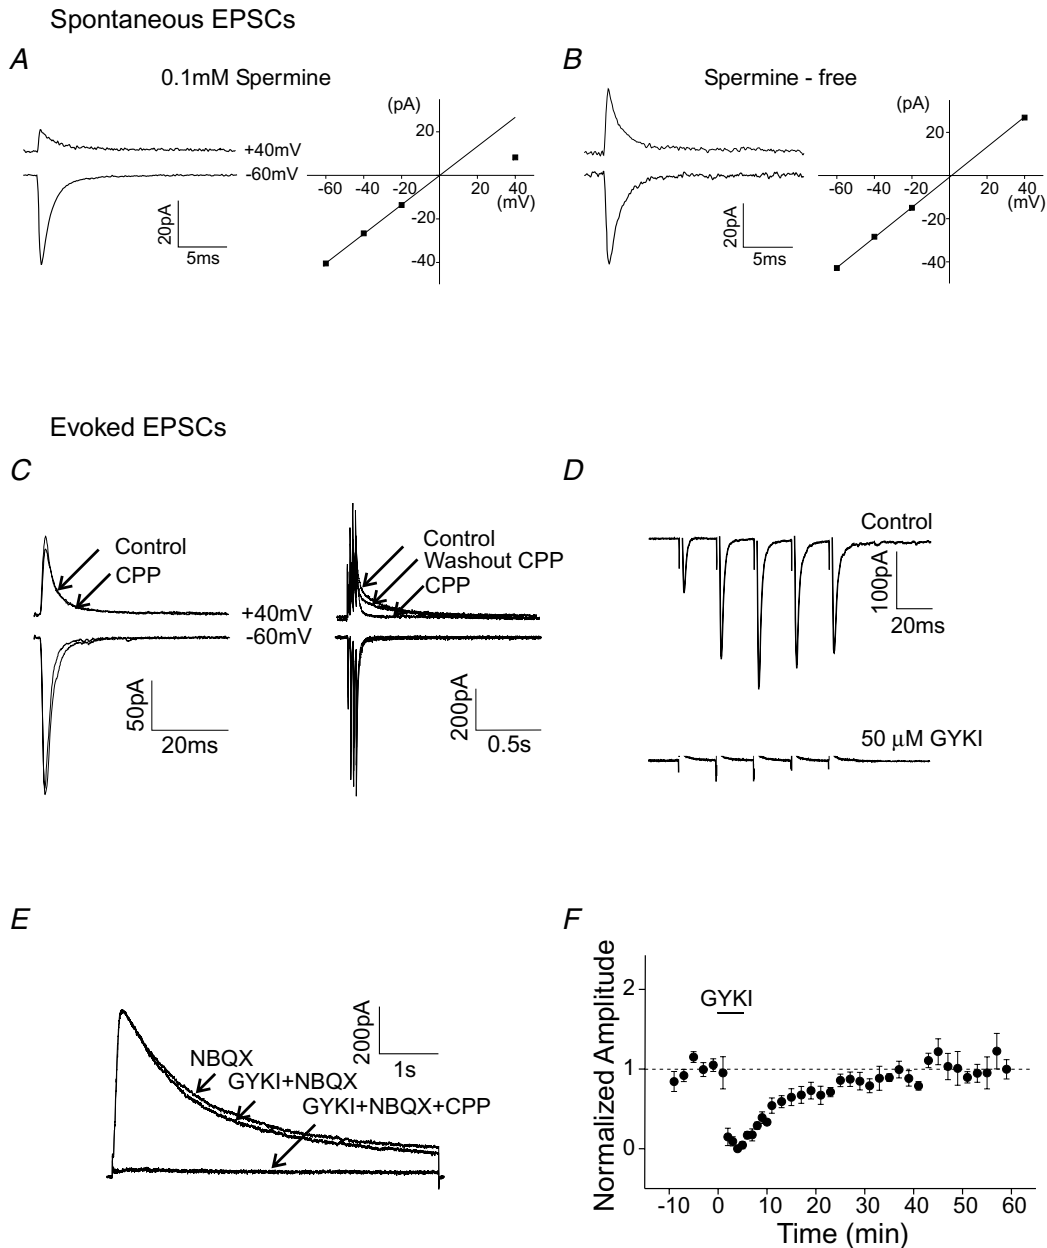 Spontaneous EPSCs
A
0.1mM Spermine
+40mV
-60mV
20pA
5ms
(pA)
20
-60 -40 -20 20 40
(mV)
-20
-40
B
Spermine - free
20pA
5ms
(pA)
20
-60 -40 -20 20 40
(mV)
-20
-40
Evoked EPSCs
C
Control
CPP
+40mV
-60mV
50pA
20ms
Control
Washout CPP
CPP
200pA
0.5s
D
Control
100pA
20ms
50 µM GYKI
E
NBQX
GYKI+NBQX
GYKI+NBQX+CPP
200pA
1s
F
Normalized Amplitude
2
1
0
GYKI
-10 0 10 20 30 40 50 60
Time (min)